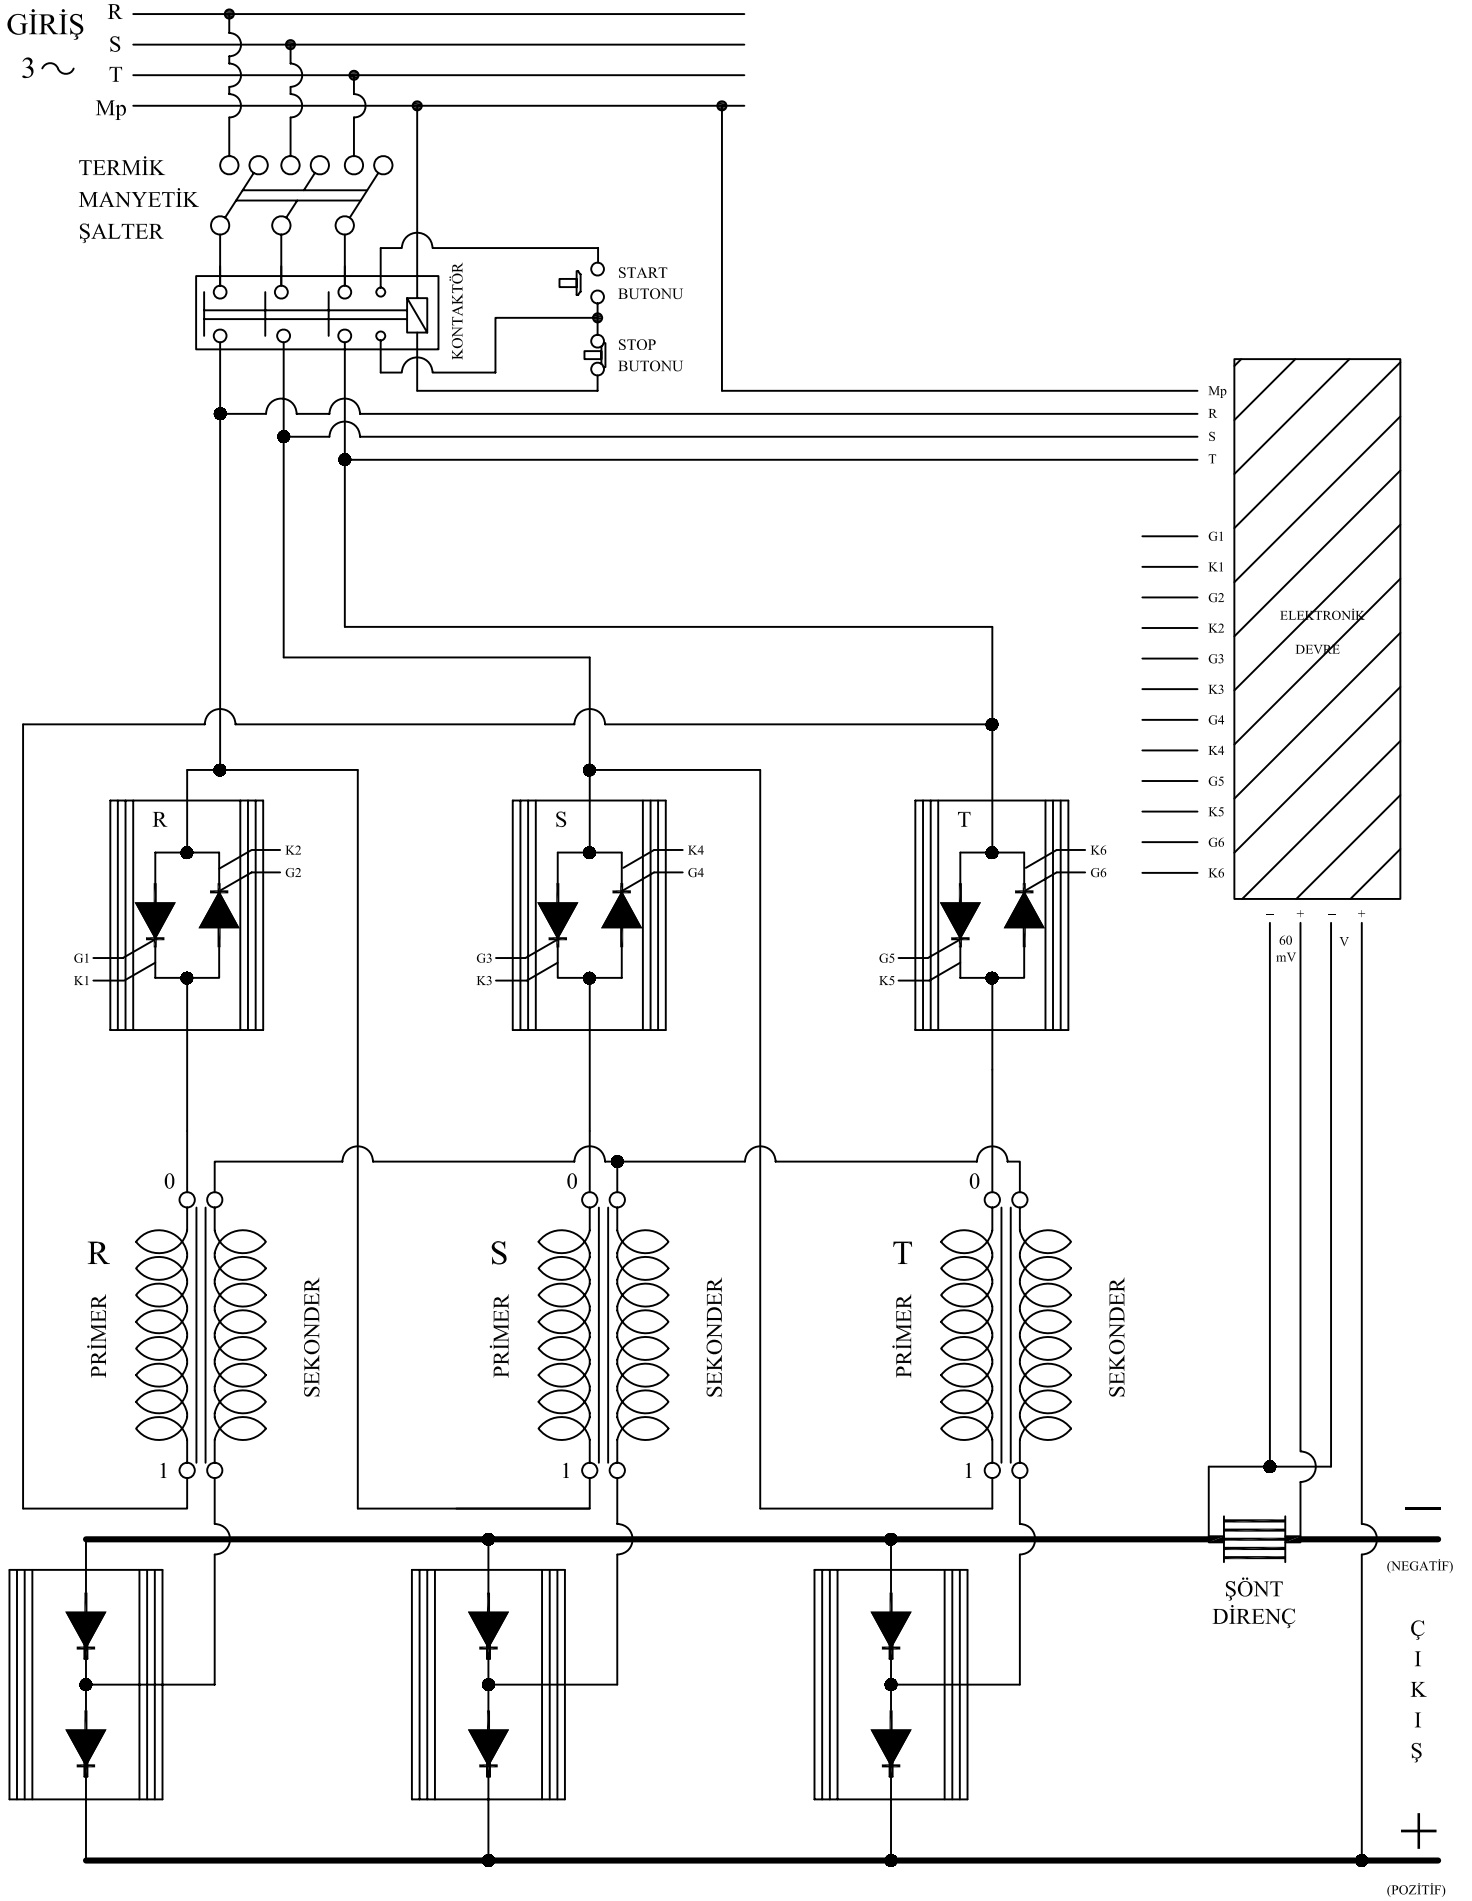 GİRİŞ
3
R
S
T
Mp
TERMİK
MANYETİK
ŞALTER
KONTAKTÖR
START
BUTONU
STOP
BUTONU
Mp
R
S
T
G1
K1
G2
K2
G3
K3
G4
K4
G5
K5
G6
K6
ELEKTRONİK
DEVRE
– + – +
60
mV
V
R
K2
G2
G1
K1
S
K4
G4
G3
K3
T
K6
G6
G5
K5
0
R
PRİMER
SEKONDER
1
0
S
PRİMER
SEKONDER
1
0
T
PRİMER
SEKONDER
1
ŞÖNT
DİRENÇ
—
(NEGATİF)
Ç
I
K
I
Ş
+
(POZİTİF)